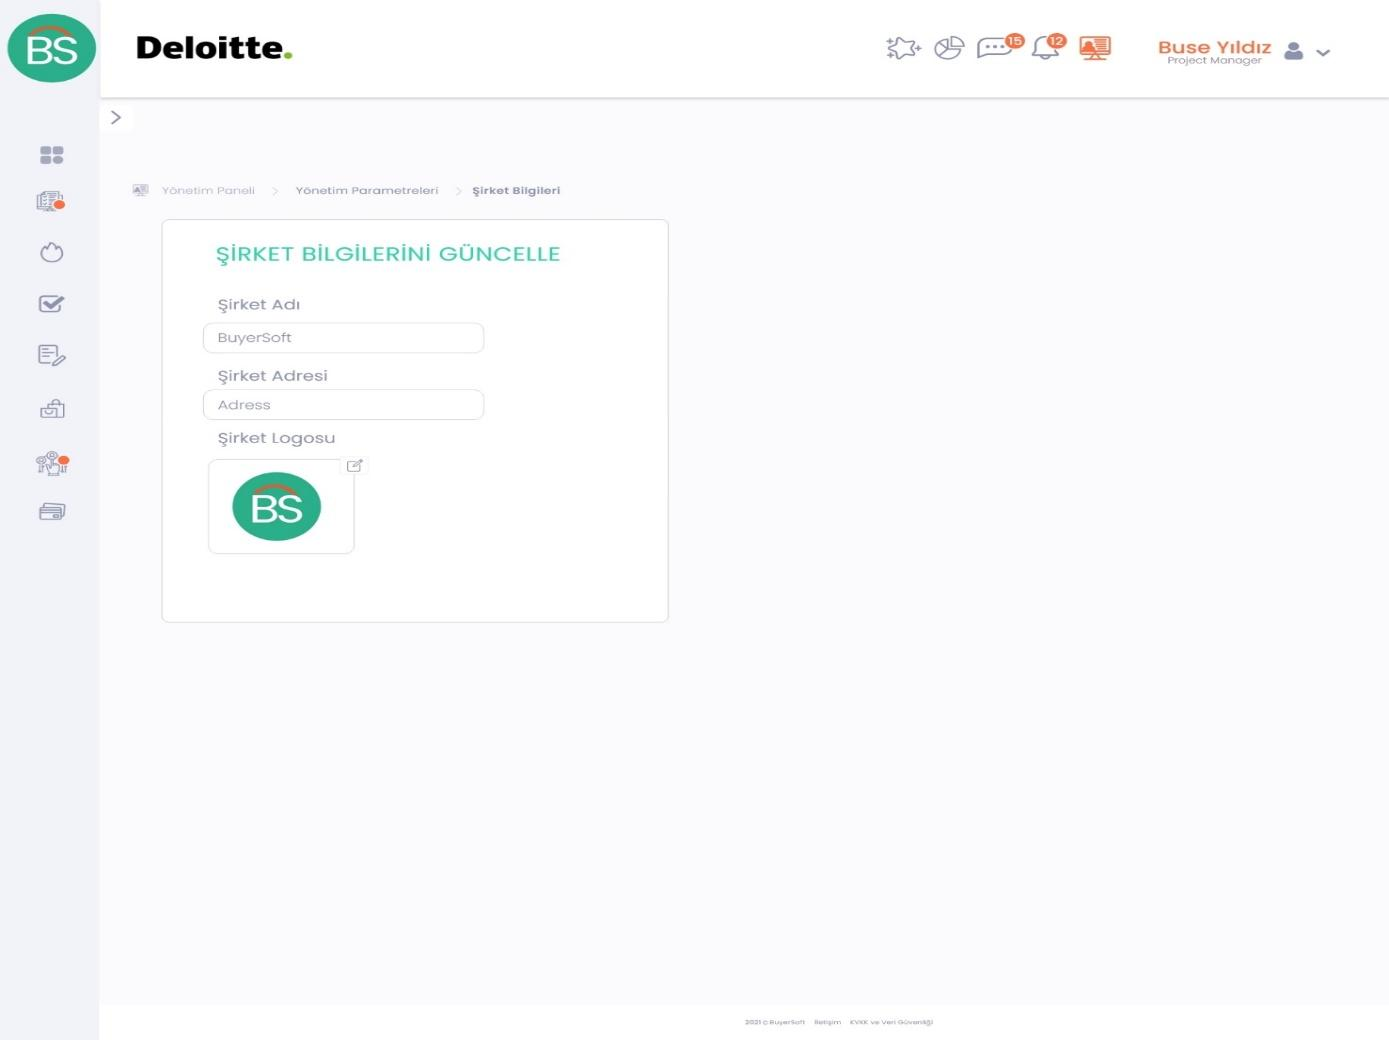 BS
Deloitte.
15
12
Buse Yıldız
Project Manager
Yönetim Paneli > Yönetim Parametreleri > Şirket Bilgileri
ŞİRKET BİLGİLERİNİ GÜNCELLE
Şirket Adı
BuyerSoft
Şirket Adresi
Adress
Şirket Logosu
BS
2021 © BuyerSoft İletişim KVKK ve Veri Güvenliği